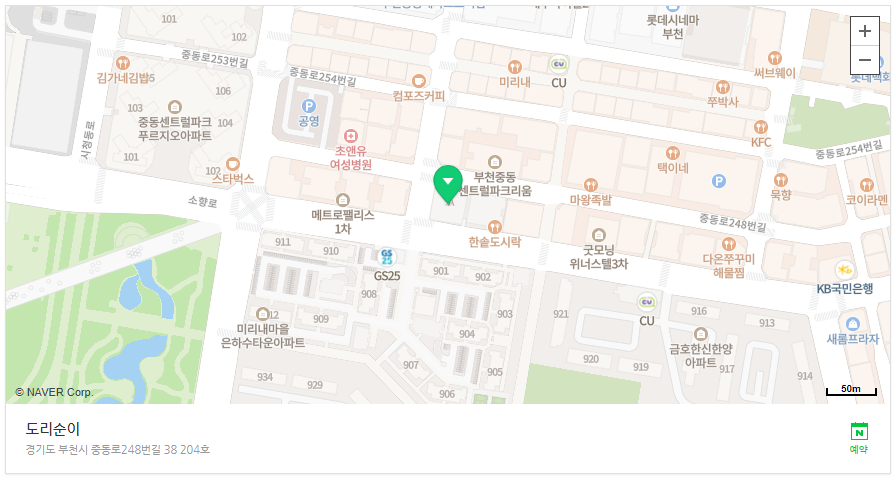 101
102
롯데시네마
부천
중동로253번길
김가네김밥5
106
103
중동센트럴파크
푸르지오아파트
104
101
102
시청동로
중동로254번길
공영
컴포즈커피
미리내
CU
써브웨이
롯데백화
쭈박사
KFC
중동로254번길
초앤유
여성병원
스타벅스
소향로
메트로팰리스
1차
부천중동
센트럴파크리움
택이네
마왕족발
묵향
코이라멘
중동로248번길
한솔도시락
굿모닝
위너스텔3차
다온쭈꾸미
해물찜
KB국민은행
911
910
GS
25
GS25
901
902
908
909
12
미리내마을
은하수타운아파트
903
904
905
906
907
934
929
921
CU
916
913
금호한신한양
아파트
새롬프라자
920
919
917
914
© NAVER Corp.
50m
도리순이
경기도 부천시 중동로248번길 38 204호
예약